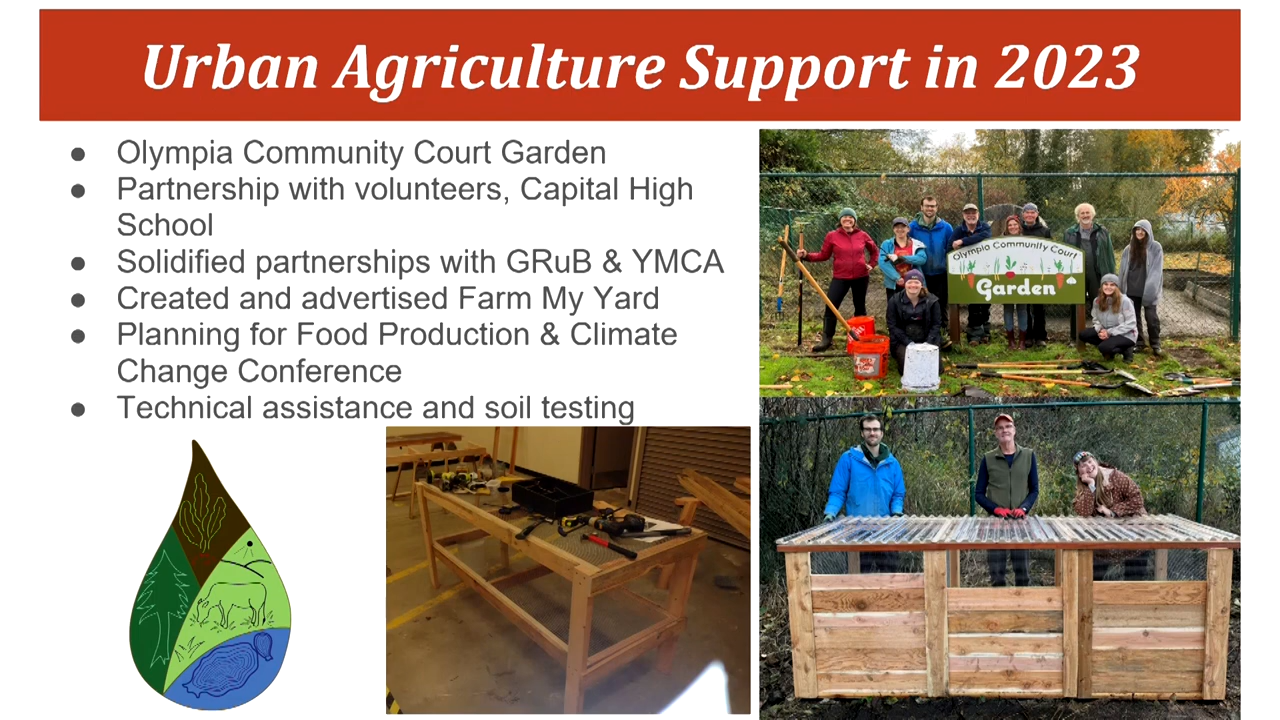 Urban Agriculture Support in 2023
● Olympia Community Court Garden
● Partnership with volunteers, Capital High
School
● Solidified partnerships with GRuB & YMCA
● Created and advertised Farm My Yard
● Planning for Food Production & Climate
Change Conference
● Technical assistance and soil testing
Olympia Community Court
Garden